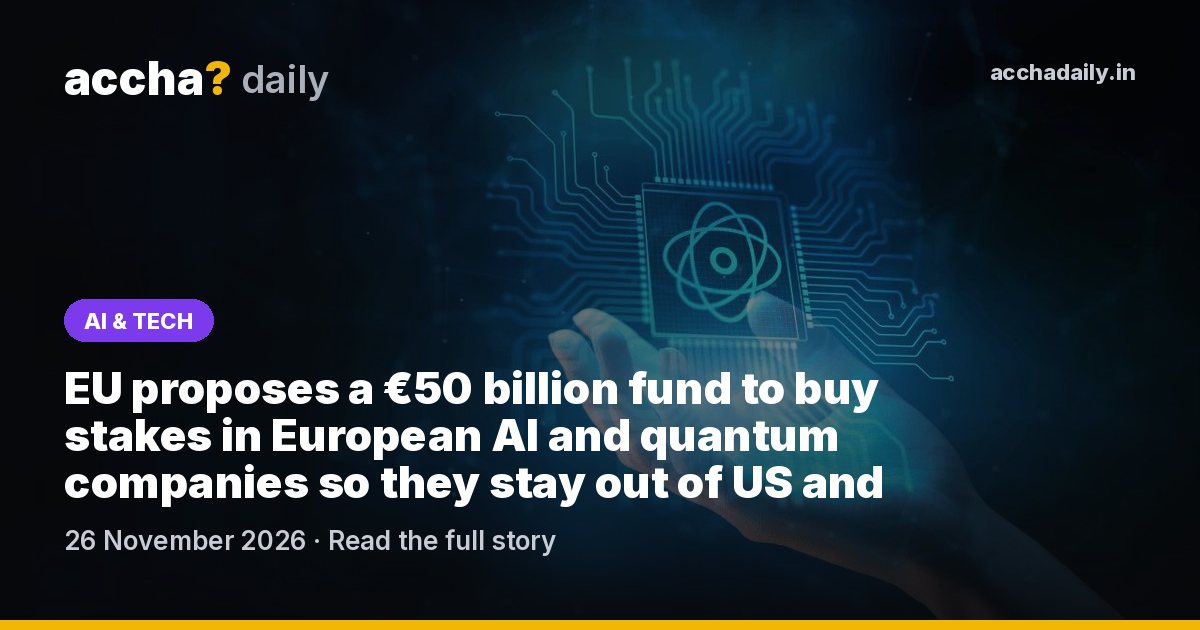 accha? daily
acchadaily.in
AI & TECH
EU proposes a €50 billion fund to buy
stakes in European AI and quantum
companies so they stay out of US and
26 November 2026 · Read the full story